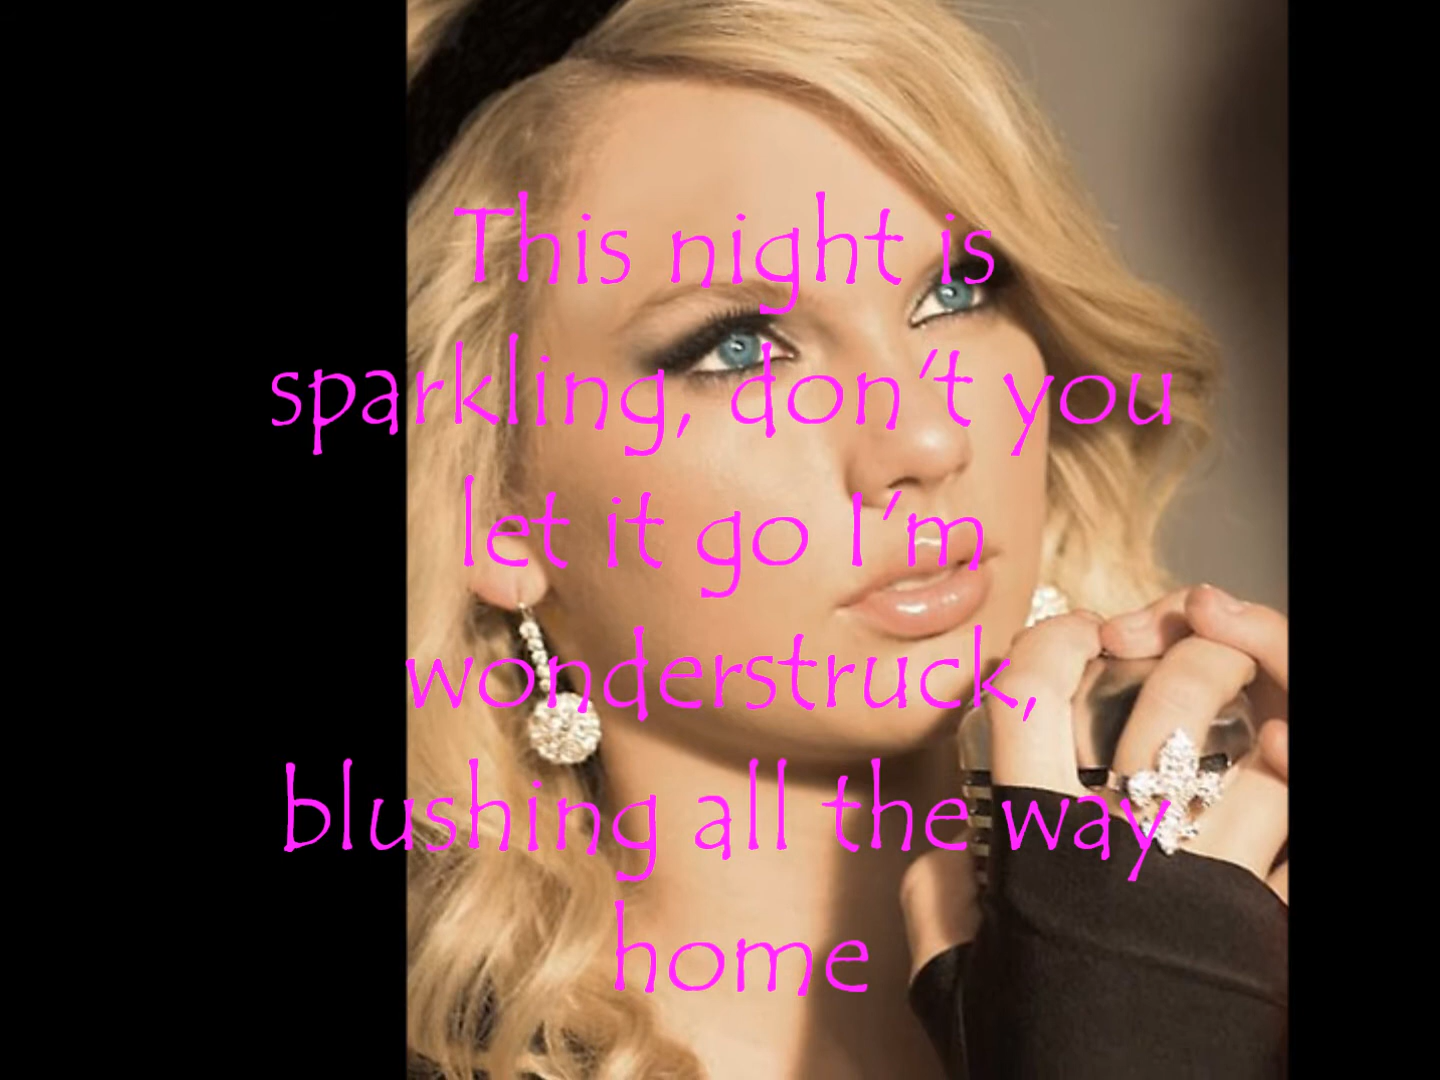 This night is
sparkling, don't you
let it go I'm
wonderstruck,
blushing all the way
home